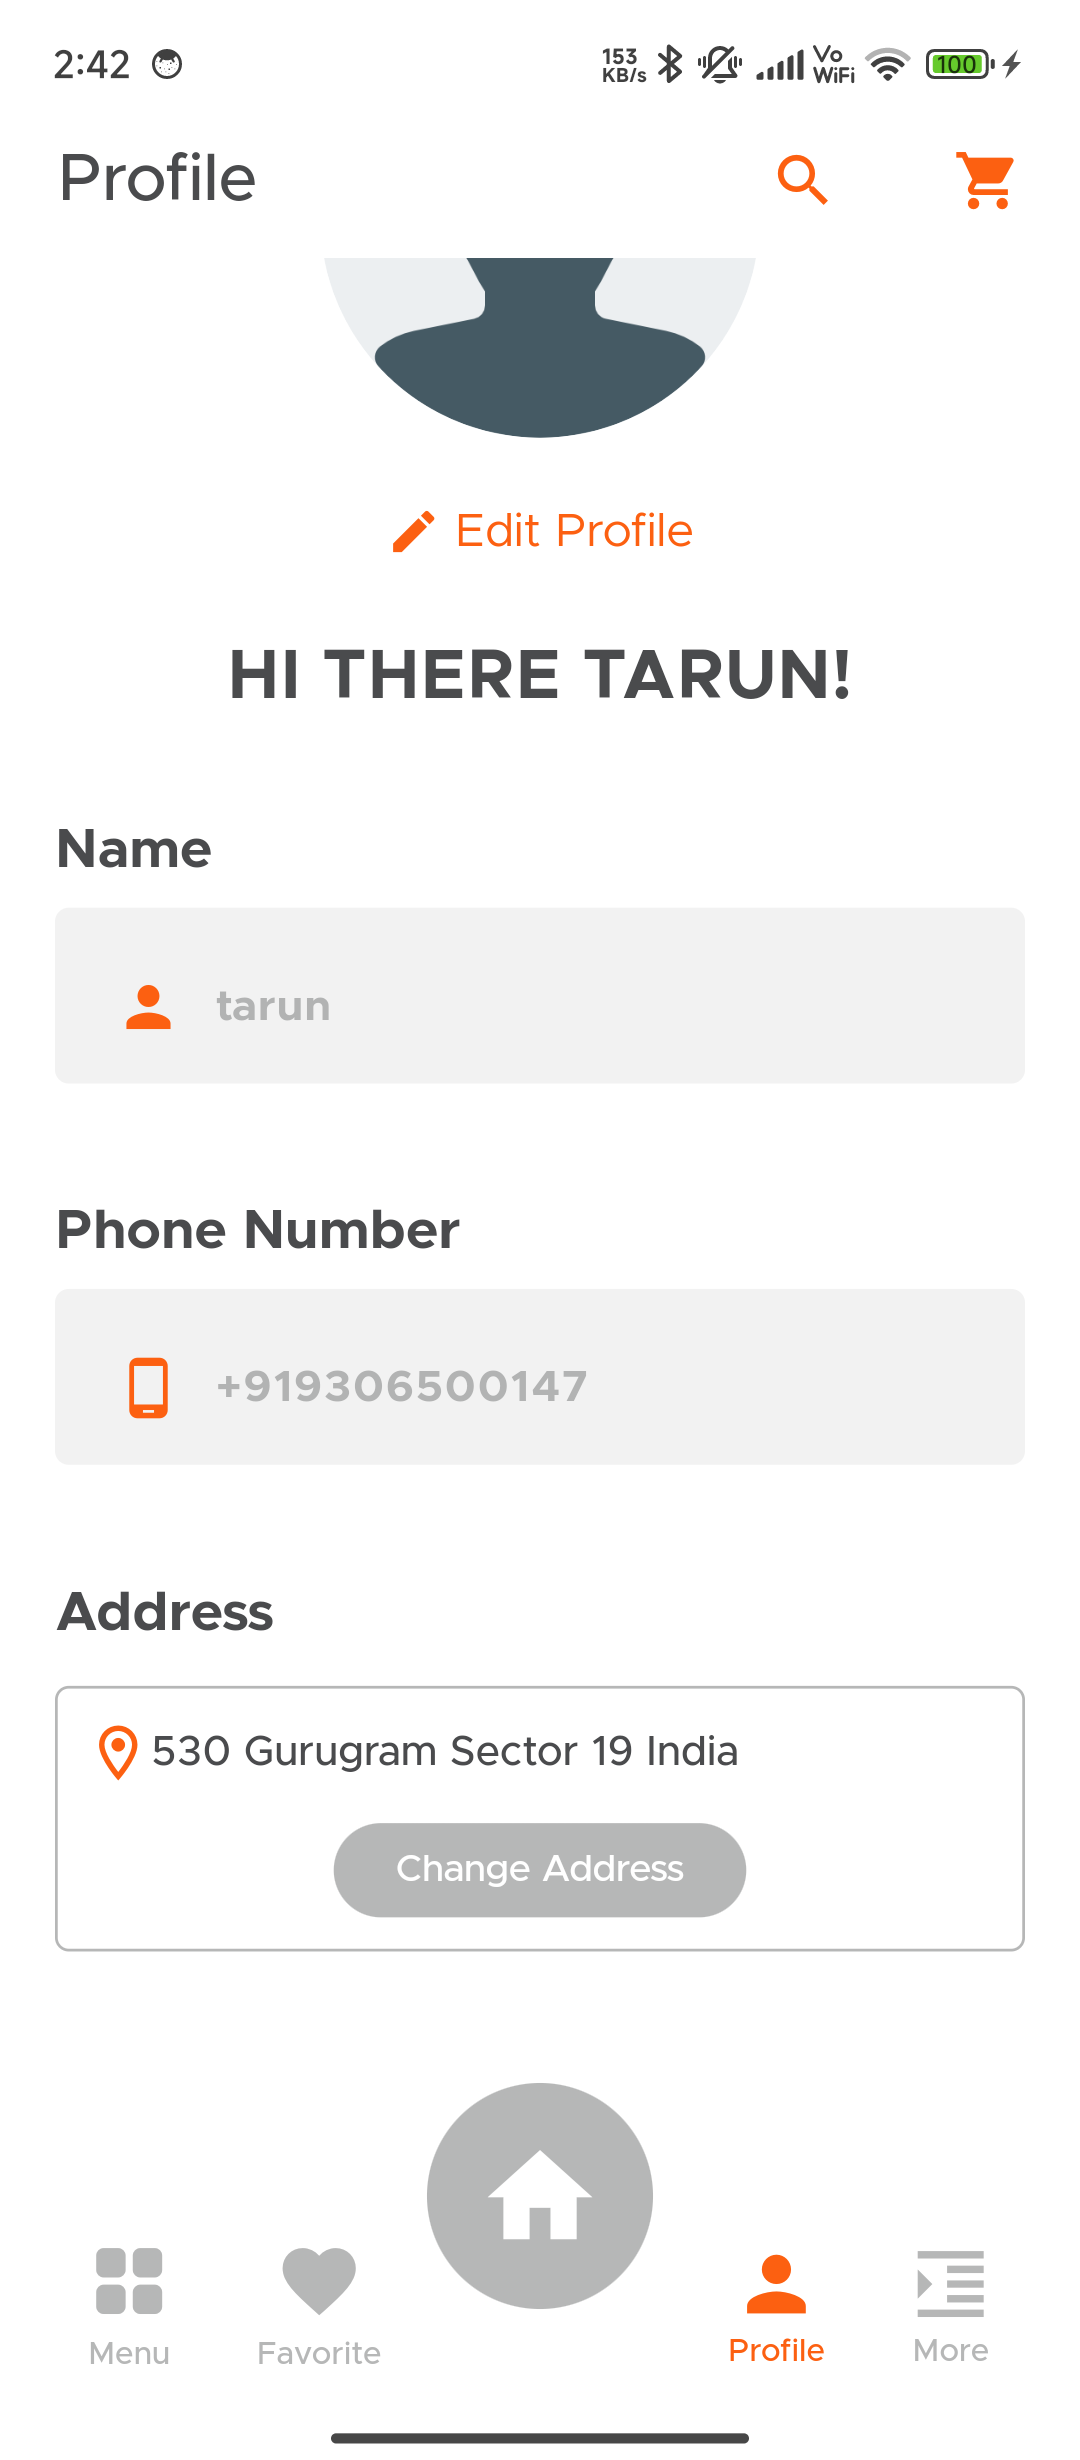 2:42 153 KB/s Vo WiFi 100
Profile
Edit Profile
HI THERE TARUN!
Name
tarun
Phone Number
+919306500147
Address
530 Gurugram Sector 19 India
Change Address
Menu Favorite Profile More